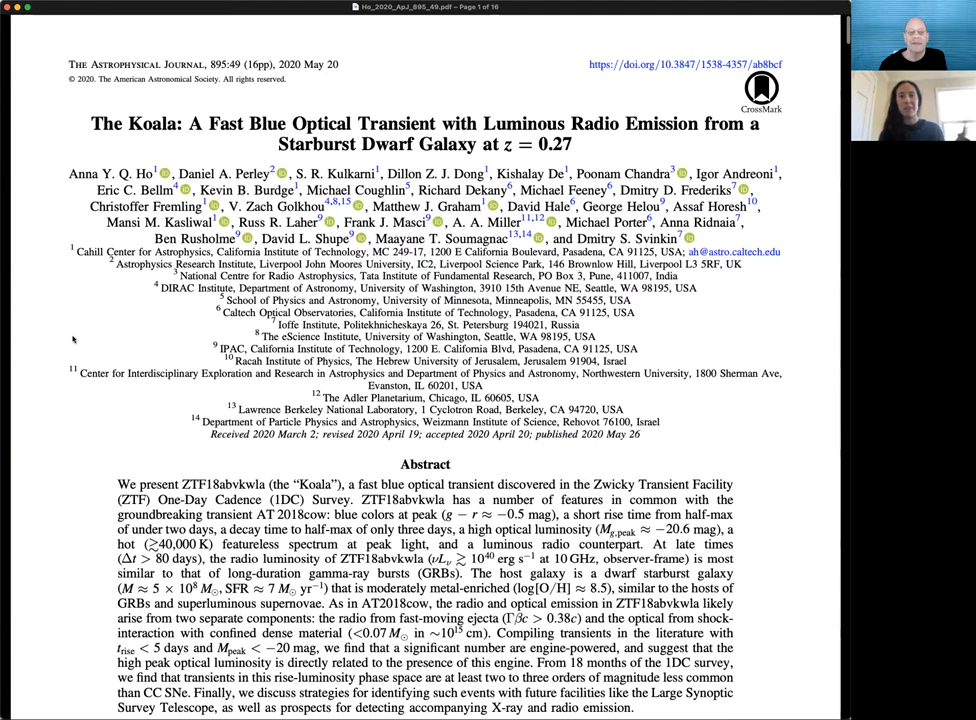 Ho_2020_ApJ_895_49.pdf – Page 1 of 16
The Astrophysical Journal, 895:49 (16pp), 2020 May 20
https://doi.org/10.3847/1538-4357/ab8bcf
© 2020. The American Astronomical Society. All rights reserved.
CrossMark
The Koala: A Fast Blue Optical Transient with Luminous Radio Emission from a
Starburst Dwarf Galaxy at z = 0.27
Anna Y. Q. Ho1, Daniel A. Perley2, S. R. Kulkarni1, Dillon Z. J. Dong1, Kishalay De1, Poonam Chandra3, Igor Andreoni1,
Eric C. Bellm4, Kevin B. Burdge1, Michael Coughlin5, Richard Dekany6, Michael Feeney6, Dmitry D. Frederiks7,
Christoffer Fremling1, V. Zach Golkhou4,8,15, Matthew J. Graham1, David Hale6, George Helou9, Assaf Horesh10,
Mansi M. Kasliwal1, Russ R. Laher9, Frank J. Masci9, A. A. Miller11,12, Michael Porter6, Anna Ridnaia7,
Ben Rusholme9, David L. Shupe9, Maayane T. Soumagnac13,14, and Dmitry S. Svinkin7
1 Cahill Center for Astrophysics, California Institute of Technology, MC 249-17, 1200 E California Boulevard, Pasadena, CA 91125, USA; ah@astro.caltech.edu
2 Astrophysics Research Institute, Liverpool John Moores University, IC2, Liverpool Science Park, 146 Brownlow Hill, Liverpool L3 5RF, UK
3 National Centre for Radio Astrophysics, Tata Institute of Fundamental Research, PO Box 3, Pune, 411007, India
4 DIRAC Institute, Department of Astronomy, University of Washington, 3910 15th Avenue NE, Seattle, WA 98195, USA
5 School of Physics and Astronomy, University of Minnesota, Minneapolis, MN 55455, USA
6 Caltech Optical Observatories, California Institute of Technology, Pasadena, CA 91125, USA
7 Ioffe Institute, Politekhnicheskaya 26, St. Petersburg 194021, Russia
8 The eScience Institute, University of Washington, Seattle, WA 98195, USA
9 IPAC, California Institute of Technology, 1200 E. California Blvd, Pasadena, CA 91125, USA
10 Racah Institute of Physics, The Hebrew University of Jerusalem, Jerusalem 91904, Israel
11 Center for Interdisciplinary Exploration and Research in Astrophysics and Department of Physics and Astronomy, Northwestern University, 1800 Sherman Ave,
Evanston, IL 60201, USA
12 The Adler Planetarium, Chicago, IL 60605, USA
13 Lawrence Berkeley National Laboratory, 1 Cyclotron Road, Berkeley, CA 94720, USA
14 Department of Particle Physics and Astrophysics, Weizmann Institute of Science, Rehovot 76100, Israel
Received 2020 March 2; revised 2020 April 19; accepted 2020 April 20; published 2020 May 26
Abstract
We present ZTF18abvkwla (the “Koala”), a fast blue optical transient discovered in the Zwicky Transient Facility
(ZTF) One-Day Cadence (1DC) Survey. ZTF18abvkwla has a number of features in common with the
groundbreaking transient AT 2018cow: blue colors at peak (g − r ≈ −0.5 mag), a short rise time from half-max
of under two days, a decay time to half-max of only three days, a high optical luminosity (Mg,peak ≈ −20.6 mag), a
hot (≳40,000 K) featureless spectrum at peak light, and a luminous radio counterpart. At late times
(Δt > 80 days), the radio luminosity of ZTF18abvkwla (νLν ≳ 10^40 erg s−1 at 10 GHz, observer-frame) is most
similar to that of long-duration gamma-ray bursts (GRBs). The host galaxy is a dwarf starburst galaxy
(M ≈ 5 × 10^8 M⊙, SFR ≈ 7 M⊙ yr−1) that is moderately metal-enriched (log[O/H] ≈ 8.5), similar to the hosts of
GRBs and superluminous supernovae. As in AT2018cow, the radio and optical emission in ZTF18abvkwla likely
arise from two separate components: the radio from fast-moving ejecta (Γβc > 0.38c) and the optical from shock-
interaction with confined dense material (<0.07 M⊙ in ∼10^15 cm). Compiling transients in the literature with
trise < 5 days and Mpeak < −20 mag, we find that a significant number are engine-powered, and suggest that the
high peak optical luminosity is directly related to the presence of this engine. From 18 months of the 1DC survey,
we find that transients in this rise-luminosity phase space are at least two to three orders of magnitude less common
than CC SNe. Finally, we discuss strategies for identifying such events with future facilities like the Large Synoptic
Survey Telescope, as well as prospects for detecting accompanying X-ray and radio emission.